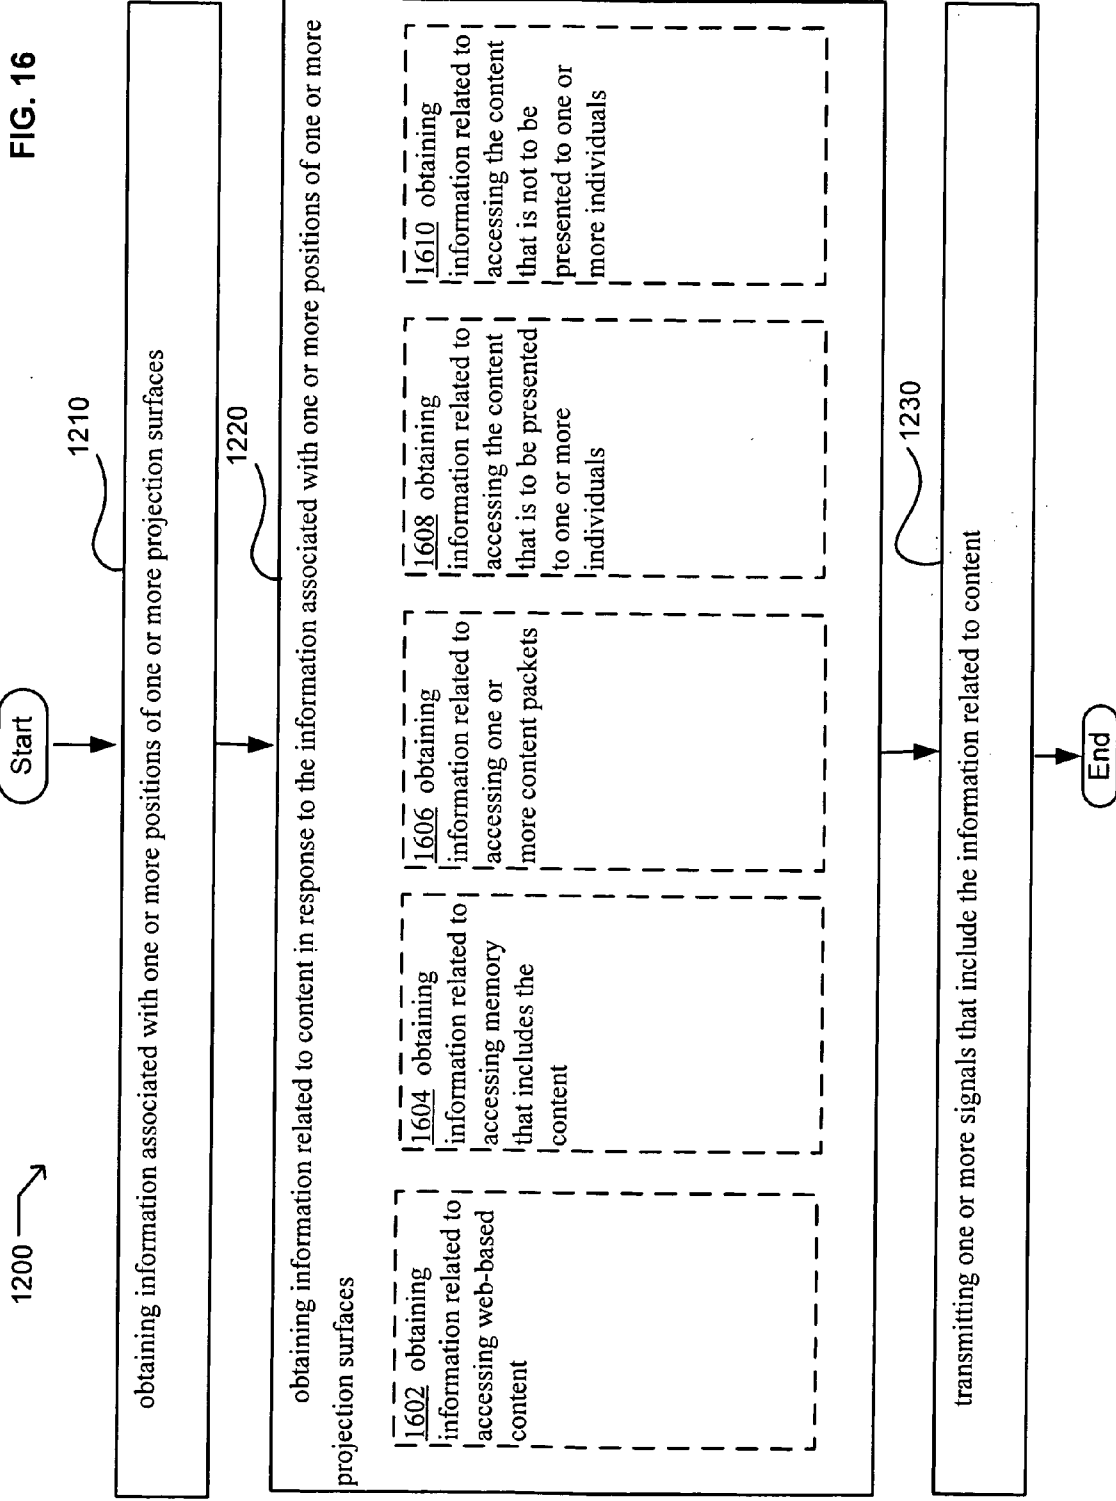 FIG. 16
1200
Start
1210
obtaining information associated with one or more positions of one or more projection surfaces
1220
obtaining information related to content in response to the information associated with one or more positions of one or more
projection surfaces
1602 obtaining
information related to
accessing web-based
content
1604 obtaining
information related to
accessing memory
that includes the
content
1606 obtaining
information related to
accessing one or
more content packets
1608 obtaining
information related to
accessing the content
that is to be presented
to one or more
individuals
1610 obtaining
information related to
accessing the content
that is not to be
presented to one or
more individuals
1230
transmitting one or more signals that include the information related to content
End